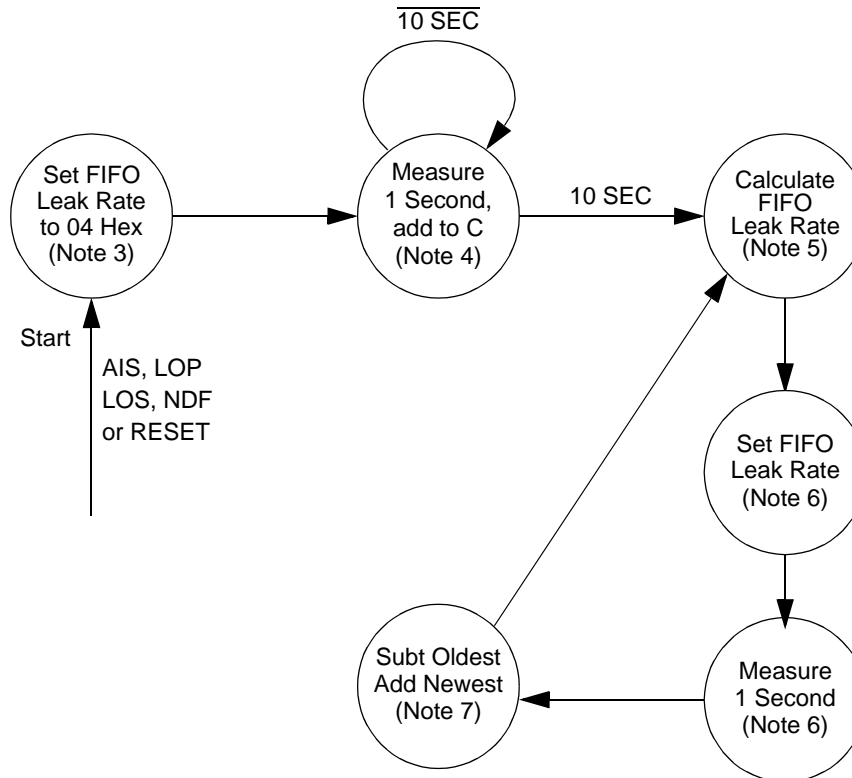 10 SEC
Set FIFO
Leak Rate
to 04 Hex
(Note 3)
Measure
1 Second,
add to C
(Note 4)
10 SEC
Calculate
FIFO
Leak Rate
(Note 5)
Start
AIS, LOP
LOS, NDF
or RESET
Set FIFO
Leak Rate
(Note 6)
Subt Oldest
Add Newest
(Note 7)
Measure
1 Second
(Note 6)